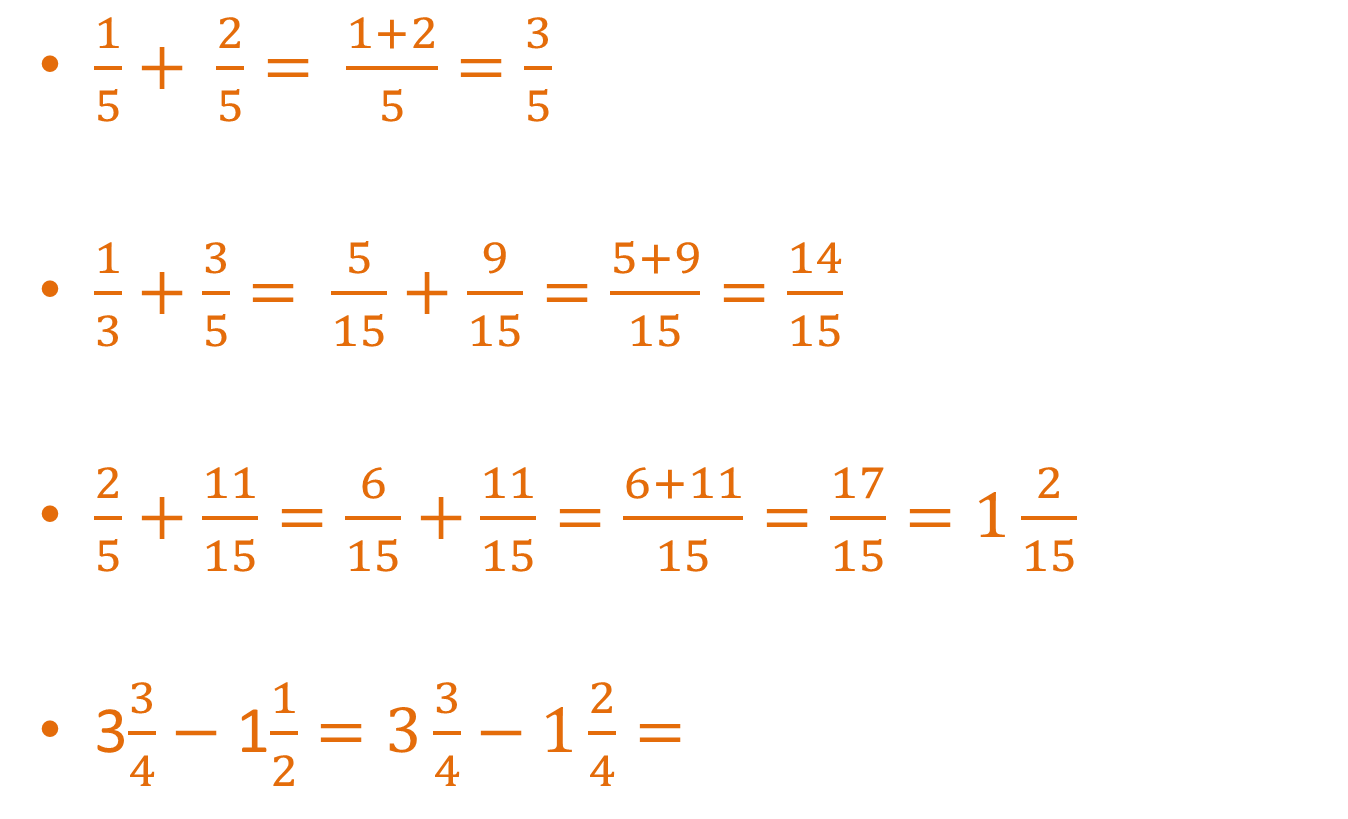 • 1/5 + 2/5 = 1+2/5 = 3/5
• 1/3 + 3/5 = 5/15 + 9/15 = 5+9/15 = 14/15
• 2/5 + 11/15 = 6/15 + 11/15 = 6+11/15 = 17/15 = 1 2/15
• 3 3/4 − 1 1/2 = 3 3/4 − 1 2/4 =